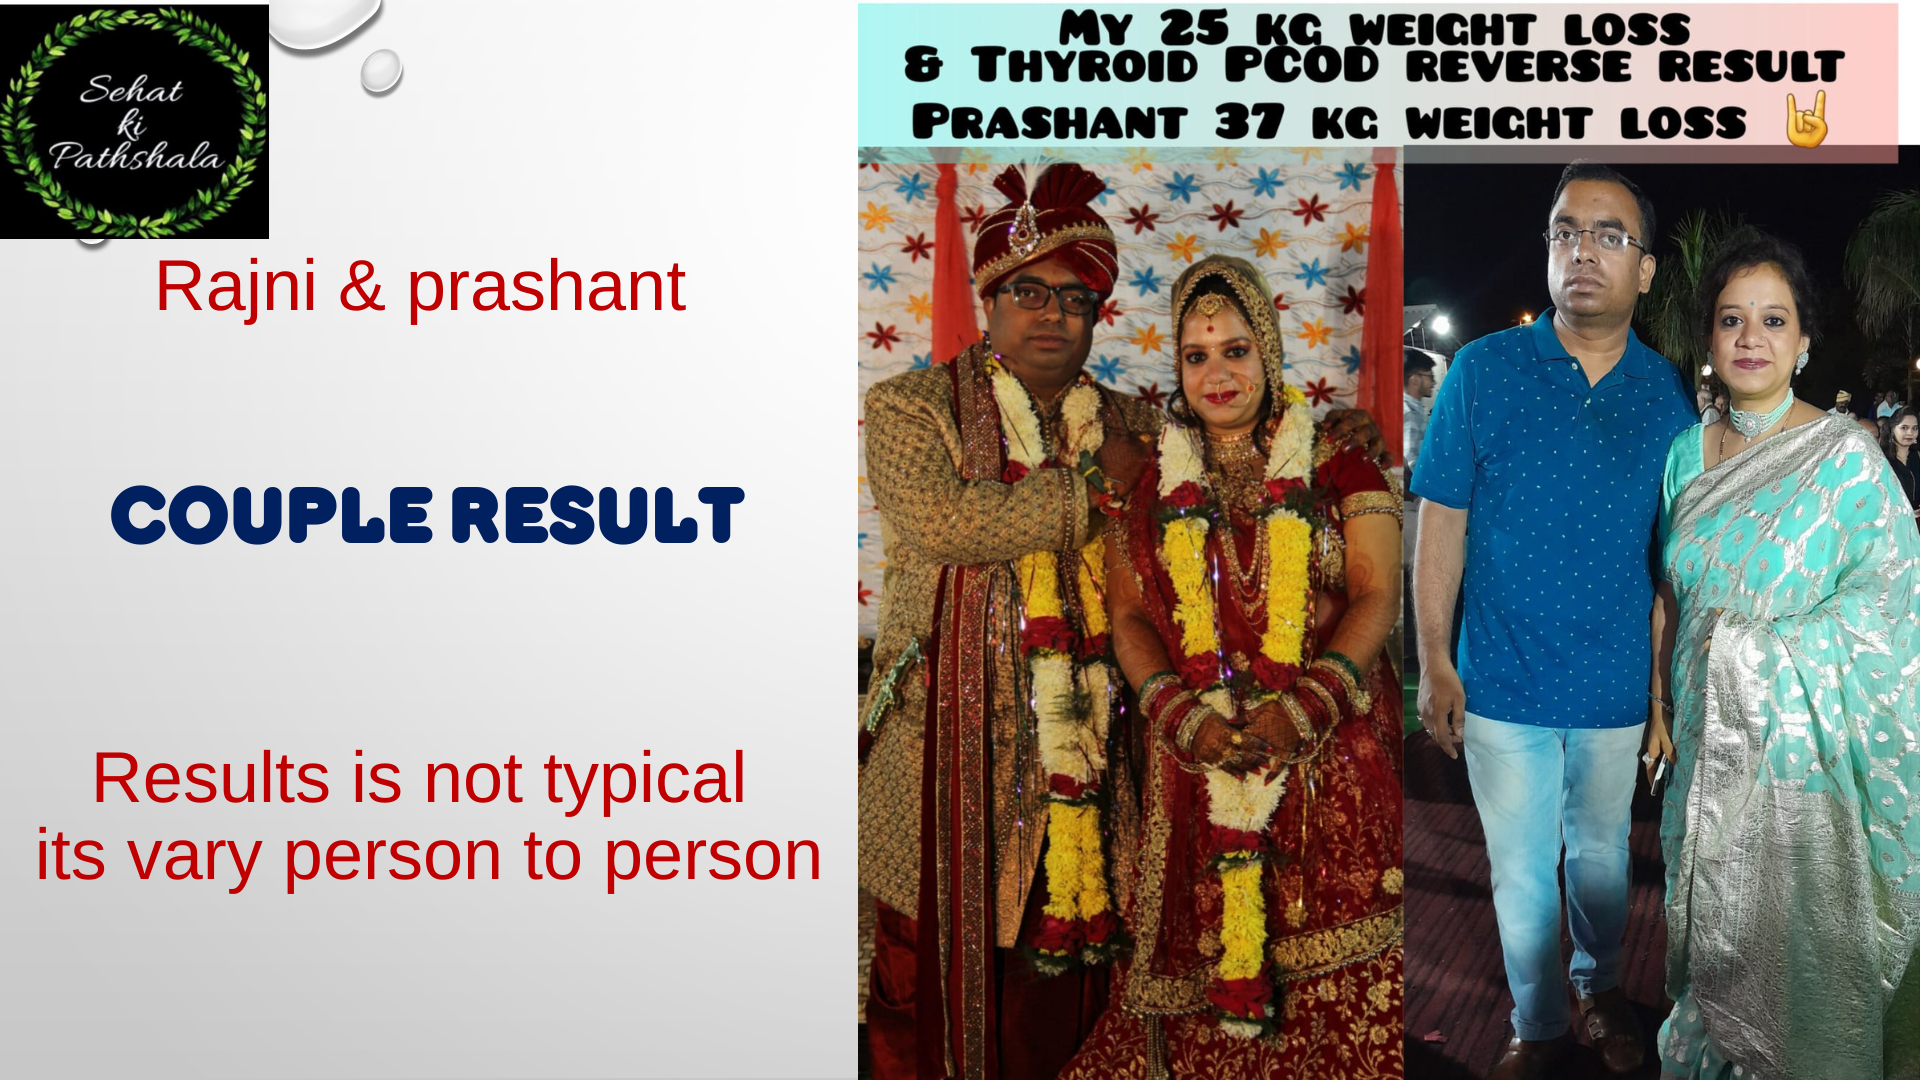 Sehat
ki
Pathshala
Rajni & prashant
COUPLE RESULT
Results is not typical
its vary person to person
My 25 kg weight loss
& Thyroid PCOD reverse result
Prashant 37 kg weight loss 🤘